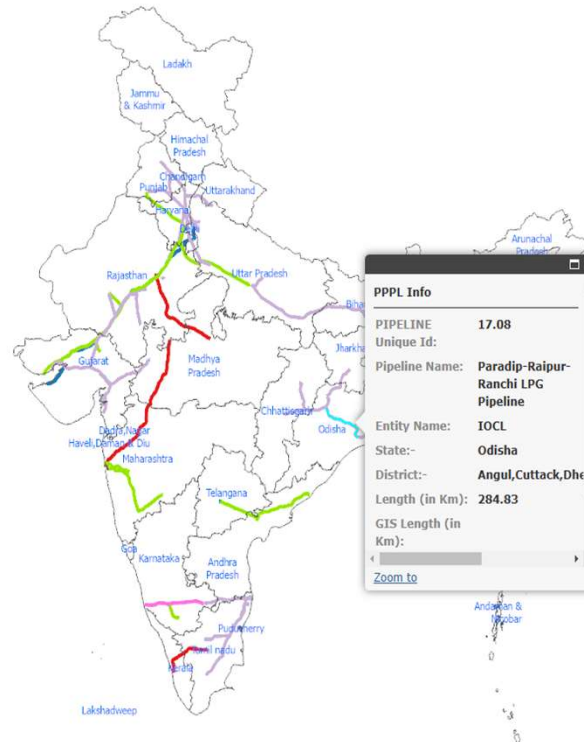 Ladakh
Jammu
& Kashmir
Himachal
Pradesh
Chandigarh
Punjab
Uttarakhand
Haryana
Arunachal
Pradesh
Rajasthan
Uttar Pradesh
Bihar
Jharkhand
Gujarat
Madhya
Pradesh
Chhattisgarh
Odisha
Dadra,Nagar
Haveli,Daman & Diu
Maharashtra
Telangana
Goa
Karnataka
Andhra
Pradesh
Puducherry
Tamil nadu
Kerala
Lakshadweep
Andaman &
Nicobar
PPPL Info
PIPELINE
Unique Id:
17.08
Pipeline Name:
Paradip-Raipur-
Ranchi LPG
Pipeline
Entity Name:
IOCL
State:-
Odisha
District:-
Angul,Cuttack,Dhe
Length (in Km):
284.83
GIS Length (in
Km):
Zoom to